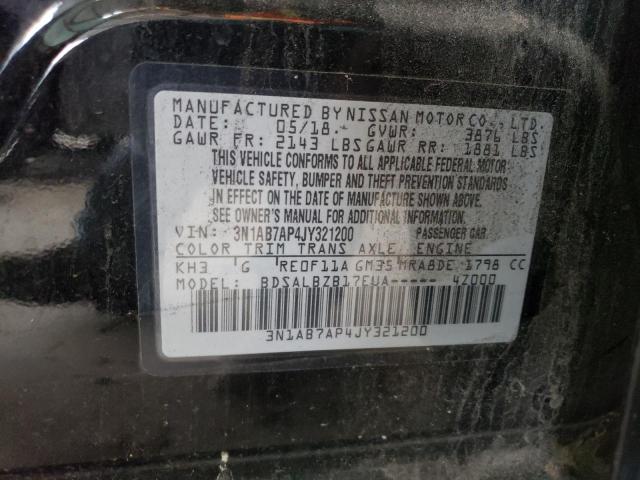 MANUFACTURED BY NISSAN MOTOR CO., LTD.
DATE: 05/18. GVWR: 3876 LBS
GAWR FR: 2143 LBS GAWR RR: 1881 LBS
THIS VEHICLE CONFORMS TO ALL APPLICABLE FEDERAL MOTOR
VEHICLE SAFETY, BUMPER AND THEFT PREVENTION STANDARDS
IN EFFECT ON THE DATE OF MANUFACTURE SHOWN ABOVE.
SEE OWNER'S MANUAL FOR ADDITIONAL INFORMATION.
VIN: 3N1AB7AP4JY321200 PASSENGER CAR
COLOR TRIM TRANS AXLE ENGINE
KH3 G RE0F11A GM35 MRA8DE 1798 CC
MODEL: BDSALBZB17EUA----- 4Z000
3N1AB7AP4JY321200